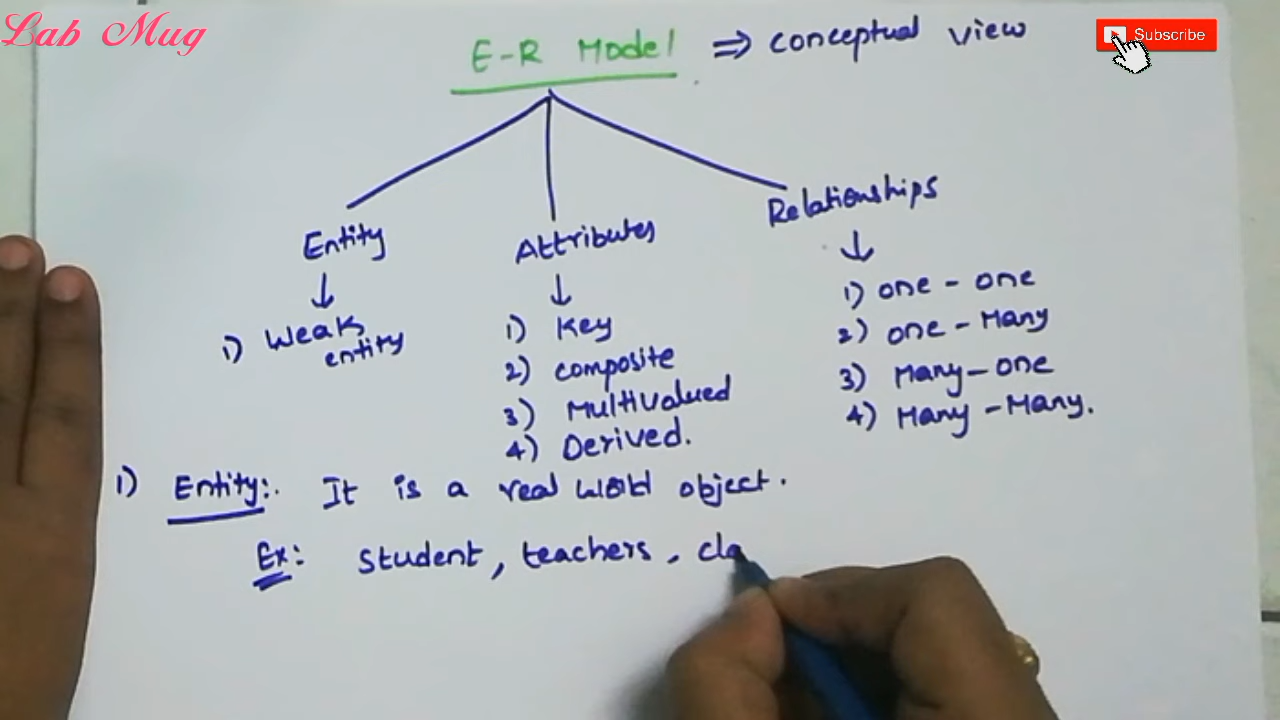 Lab Mug
Subscribe
E-R Model ⇒ conceptual view
Entity
Attributes
Relationships
↓
↓
↓
1) Weak
entity
1) Key
2) composite
3) Multivalued
4) Derived.
1) one - one
2) one - Many
3) Many - one
4) Many - Many.
1) Entity:. It is a real world object.
Ex: student, teachers, cla